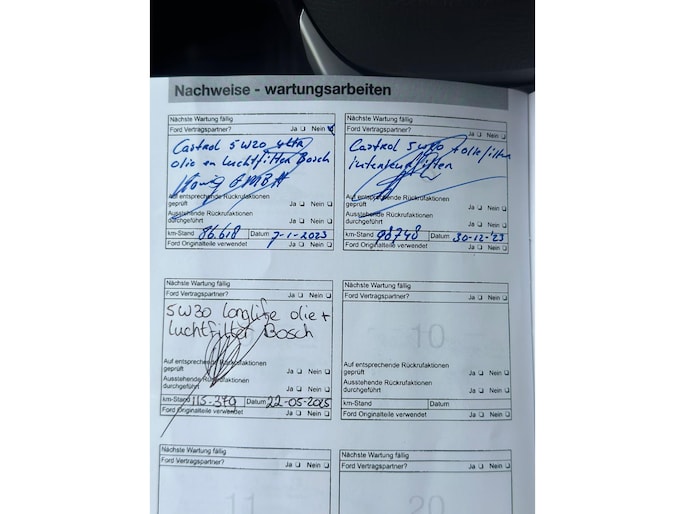 Nachweise - wartungsarbeiten
Nächste Wartung fällig
Ford Vertragspartner? Ja Nein
Castrol 5W20 4Ltr
olie en luchtfilter Bosch
GMBH
Auf entsprechende Rückrufaktionen
geprüft Ja Nein
Ausstehende Rückrufaktionen
durchgeführt Ja Nein
km-Stand 86.618 Datum 7-1-2023
Ford Originalteile verwendet Ja Nein
Nächste Wartung fällig
Ford Vertragspartner? Ja Nein
Castrol 5W20 + oliefilter
interieurfilter
Auf entsprechende Rückrufaktionen
geprüft Ja Nein
Ausstehende Rückrufaktionen
durchgeführt Ja Nein
km-Stand 98748 Datum 30-12-'23
Ford Originalteile verwendet Ja Nein
Nächste Wartung fällig
Ford Vertragspartner? Ja Nein
5W30 longlife olie +
luchtfilter Bosch
Auf entsprechende Rückrufaktionen
geprüft Ja Nein
Ausstehende Rückrufaktionen
durchgeführt Ja Nein
km-Stand 115-379 Datum 22-05-2025
Ford Originalteile verwendet Ja Nein
Nächste Wartung fällig
Ford Vertragspartner? Ja Nein
10
Auf entsprechende Rückrufaktionen
geprüft Ja Nein
Ausstehende Rückrufaktionen
durchgeführt Ja Nein
km-Stand Datum
Ford Originalteile verwendet Ja Nein
Nächste Wartung fällig
Ford Vertragspartner? Ja Nein
11
Nächste Wartung fällig
Ford Vertragspartner? Ja Nein
20